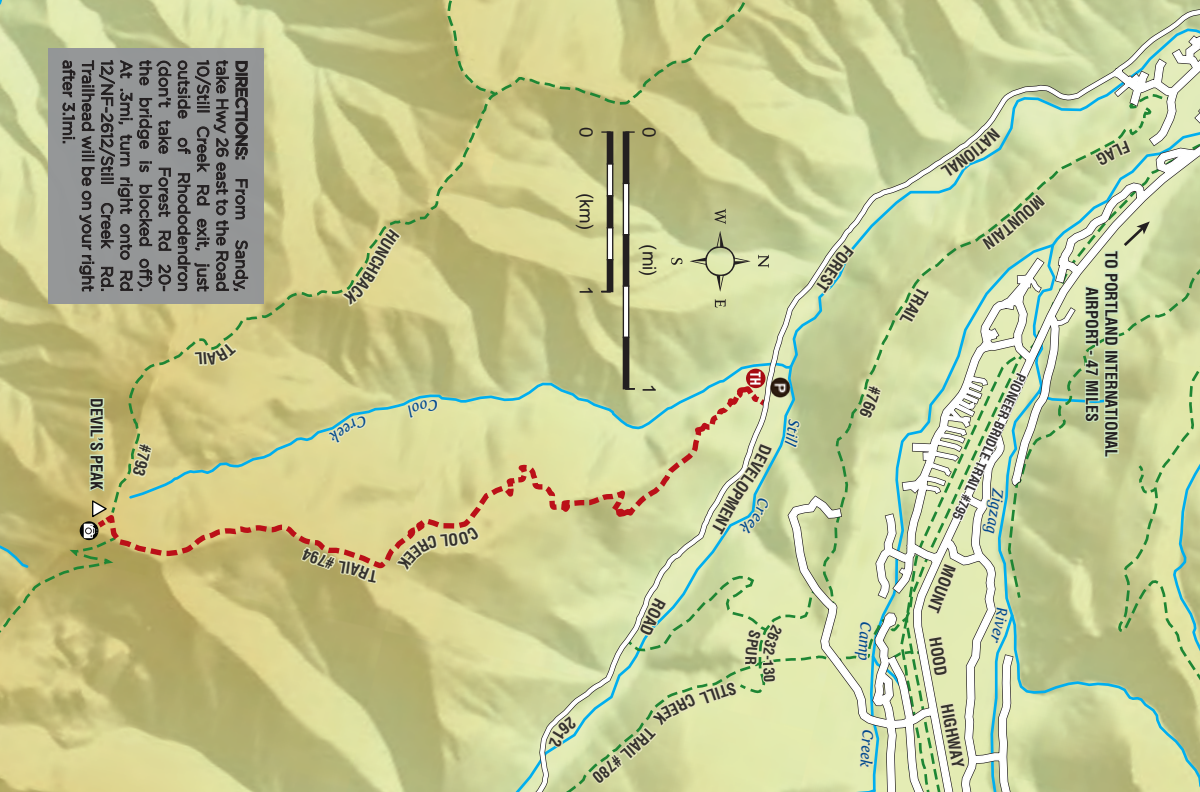 DIRECTIONS: From Sandy,
take Hwy 26 east to the Road
10/Still Creek Rd exit, just
outside of Rhododendron
(don't take Forest Rd 20-
the bridge is blocked off).
At 3mi, turn right onto Rd
12/NF-2612/Still Creek Rd.
Trailhead will be on your right
after 3.1mi.
TO PORTLAND INTERNATIONAL
AIRPORT - 47 MILES
FLAG
MOUNTAIN
TRAIL
#766
NATIONAL
FOREST
DEVELOPMENT
ROAD
2612
PIONEER BRIDLE TRAIL #795
Zigzag
River
MOUNT
HOOD
HIGHWAY
Camp
Creek
Still
Creek
2632-130
SPUR
STILL CREEK
TRAIL #780
N
W
E
S
0
(mi)
1
0
(km)
1
P
TH
HUNCHBACK
TRAIL
#793
Cool
Creek
COOL CREEK
TRAIL #794
DEVIL'S PEAK